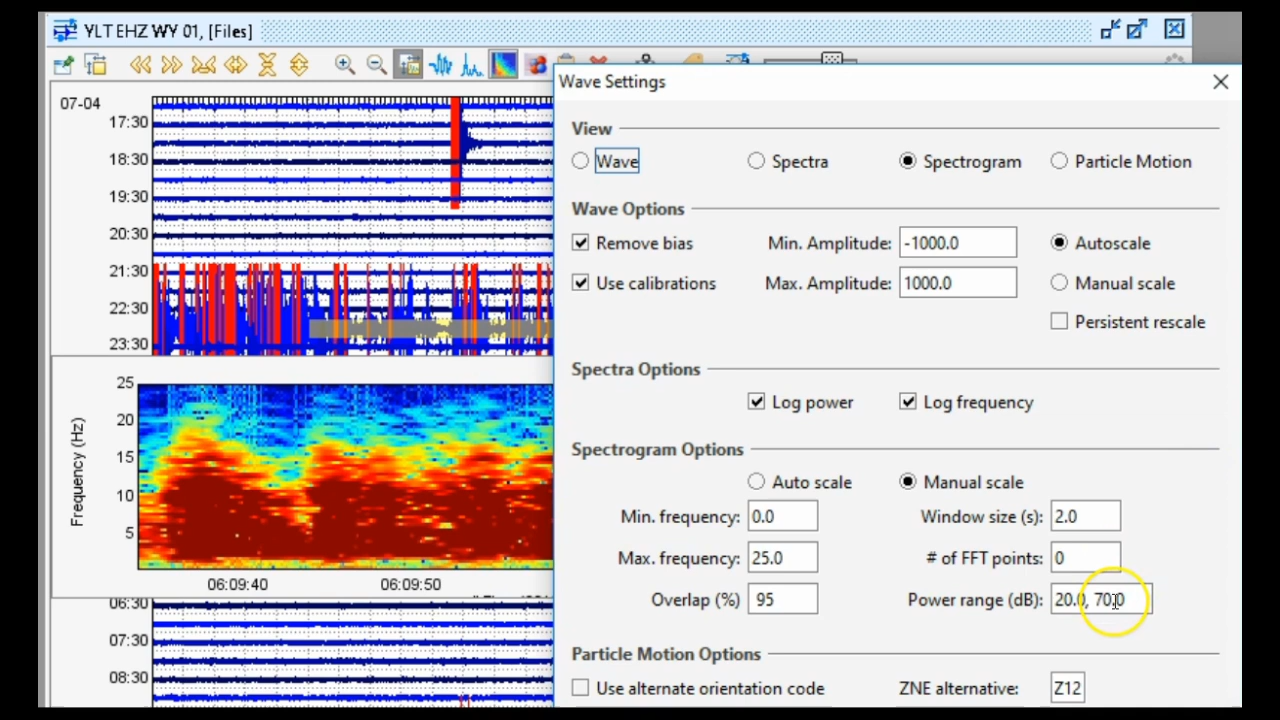 YLT EHZ WY 01, [Files]
Wave Settings
07-04
17:30
18:30
19:30
20:30
21:30
22:30
23:30
View
Wave
Spectra
Spectrogram
Particle Motion
Wave Options
Remove bias
Min. Amplitude: -1000.0
Autoscale
Use calibrations
Max. Amplitude: 1000.0
Manual scale
Persistent rescale
Spectra Options
Log power
Log frequency
Spectrogram Options
Auto scale
Manual scale
Min. frequency: 0.0
Window size (s): 2.0
Max. frequency: 25.0
# of FFT points: 0
Overlap (%) 95
Power range (dB): 20.0, 70.0
Particle Motion Options
Use alternate orientation code
ZNE alternative: Z12
Frequency (Hz)
25
20
15
10
5
06:09:40
06:09:50
06:30
07:30
08:30